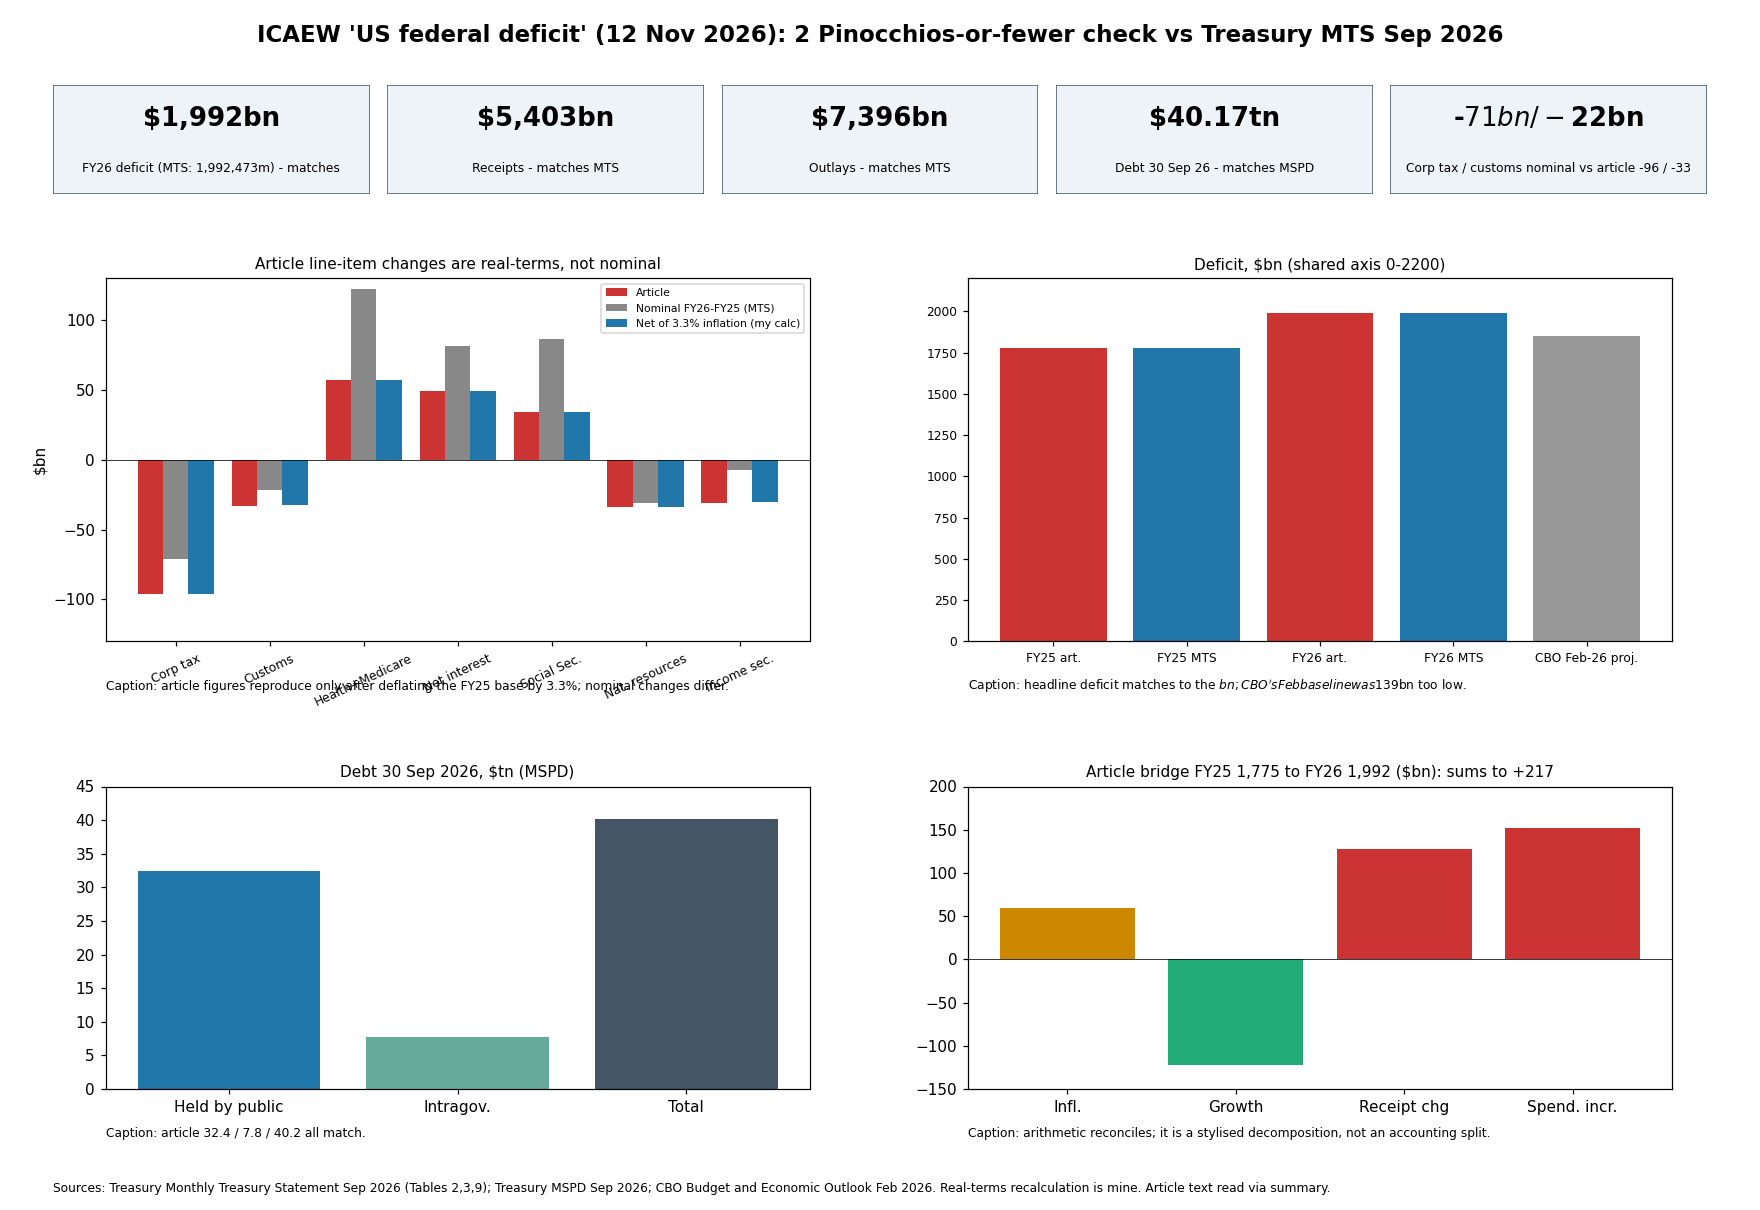 ICAEW 'US federal deficit' (12 Nov 2026): 2 Pinocchios-or-fewer check vs Treasury MTS Sep 2026
$1,992bn
FY26 deficit (MTS: 1,992,473m) - matches
$5,403bn
Receipts - matches MTS
$7,396bn
Outlays - matches MTS
$40.17tn
Debt 30 Sep 26 - matches MSPD
-71bn/-22bn
Corp tax / customs nominal vs article -96 / -33
Article line-item changes are real-terms, not nominal
Article
Nominal FY26-FY25 (MTS)
Net of 3.3% inflation (my calc)
$bn
100
50
0
−50
−100
Corp tax
Customs
Health+Medicare
Net interest
Social Sec.
Nat. resources
Income sec.
Caption: article figures reproduce only after deflating the FY25 base by 3.3%; nominal changes differ.
Deficit, $bn (shared axis 0-2200)
2000
1750
1500
1250
1000
750
500
250
0
FY25 art.
FY25 MTS
FY26 art.
FY26 MTS
CBO Feb-26 proj.
Caption: headline deficit matches to the bn;CBO'sFebbaselinewas139bn too low.
Debt 30 Sep 2026, $tn (MSPD)
45
40
35
30
25
20
15
10
5
0
Held by public
Intragov.
Total
Caption: article 32.4 / 7.8 / 40.2 all match.
Article bridge FY25 1,775 to FY26 1,992 ($bn): sums to +217
200
150
100
50
0
−50
−100
−150
Infl.
Growth
Receipt chg
Spend. incr.
Caption: arithmetic reconciles; it is a stylised decomposition, not an accounting split.
Sources: Treasury Monthly Treasury Statement Sep 2026 (Tables 2,3,9); Treasury MSPD Sep 2026; CBO Budget and Economic Outlook Feb 2026. Real-terms recalculation is mine. Article text read via summary.